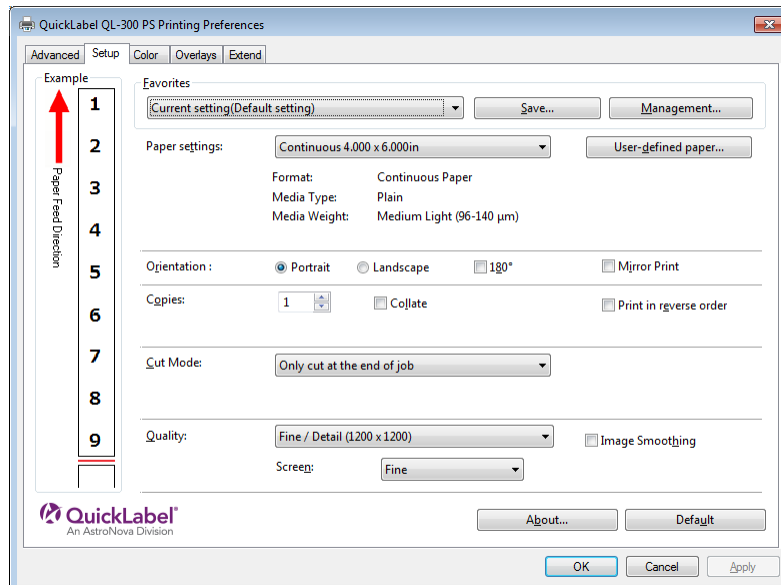 QuickLabel QL-300 PS Printing Preferences
Advanced Setup Color Overlays Extend
Example
Paper Feed Direction
1
2
3
4
5
6
7
8
9
Favorites
Current setting(Default setting) Save... Management...
Paper settings: Continuous 4.000 x 6.000in User-defined paper...
Format: Continuous Paper
Media Type: Plain
Media Weight: Medium Light (96-140 µm)
Orientation : Portrait Landscape 180° Mirror Print
Copies: 1 Collate Print in reverse order
Cut Mode: Only cut at the end of job
Quality: Fine / Detail (1200 x 1200) Image Smoothing
Screen: Fine
QuickLabel®
An AstroNova Division
About... Default
OK Cancel Apply